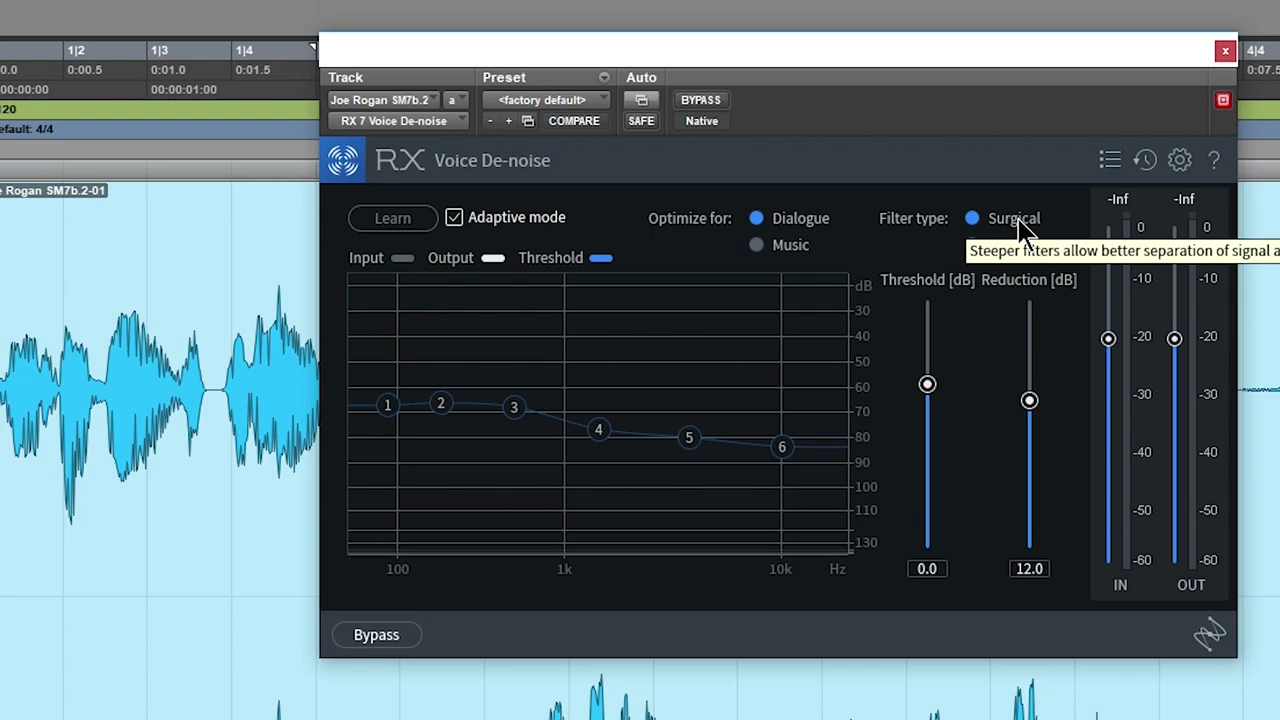 1|2
1|3
1|4
4|4
0.0
0:00.5
0:01.0
0:01.5
0:07.5
00:00:00
00:00:01:00
120
efault: 4/4
e Rogan SM7b.2-01
x
Track
Preset
Auto
Joe Rogan SM7b.2
a
<factory default>
BYPASS
RX 7 Voice De-noise
- +
COMPARE
SAFE
Native
RX Voice De-noise
?
Learn
Adaptive mode
Optimize for:
Dialogue
Music
Filter type:
Surgical
Steeper filters allow better separation of signal a
Input
Output
Threshold
Threshold [dB]
Reduction [dB]
dB
30
40
50
60
70
80
90
100
110
130
1
2
3
4
5
6
100
1k
10k
Hz
0.0
12.0
-Inf
-Inf
0
0
-10
-10
-20
-20
-30
-30
-40
-40
-50
-50
-60
-60
IN
OUT
Bypass